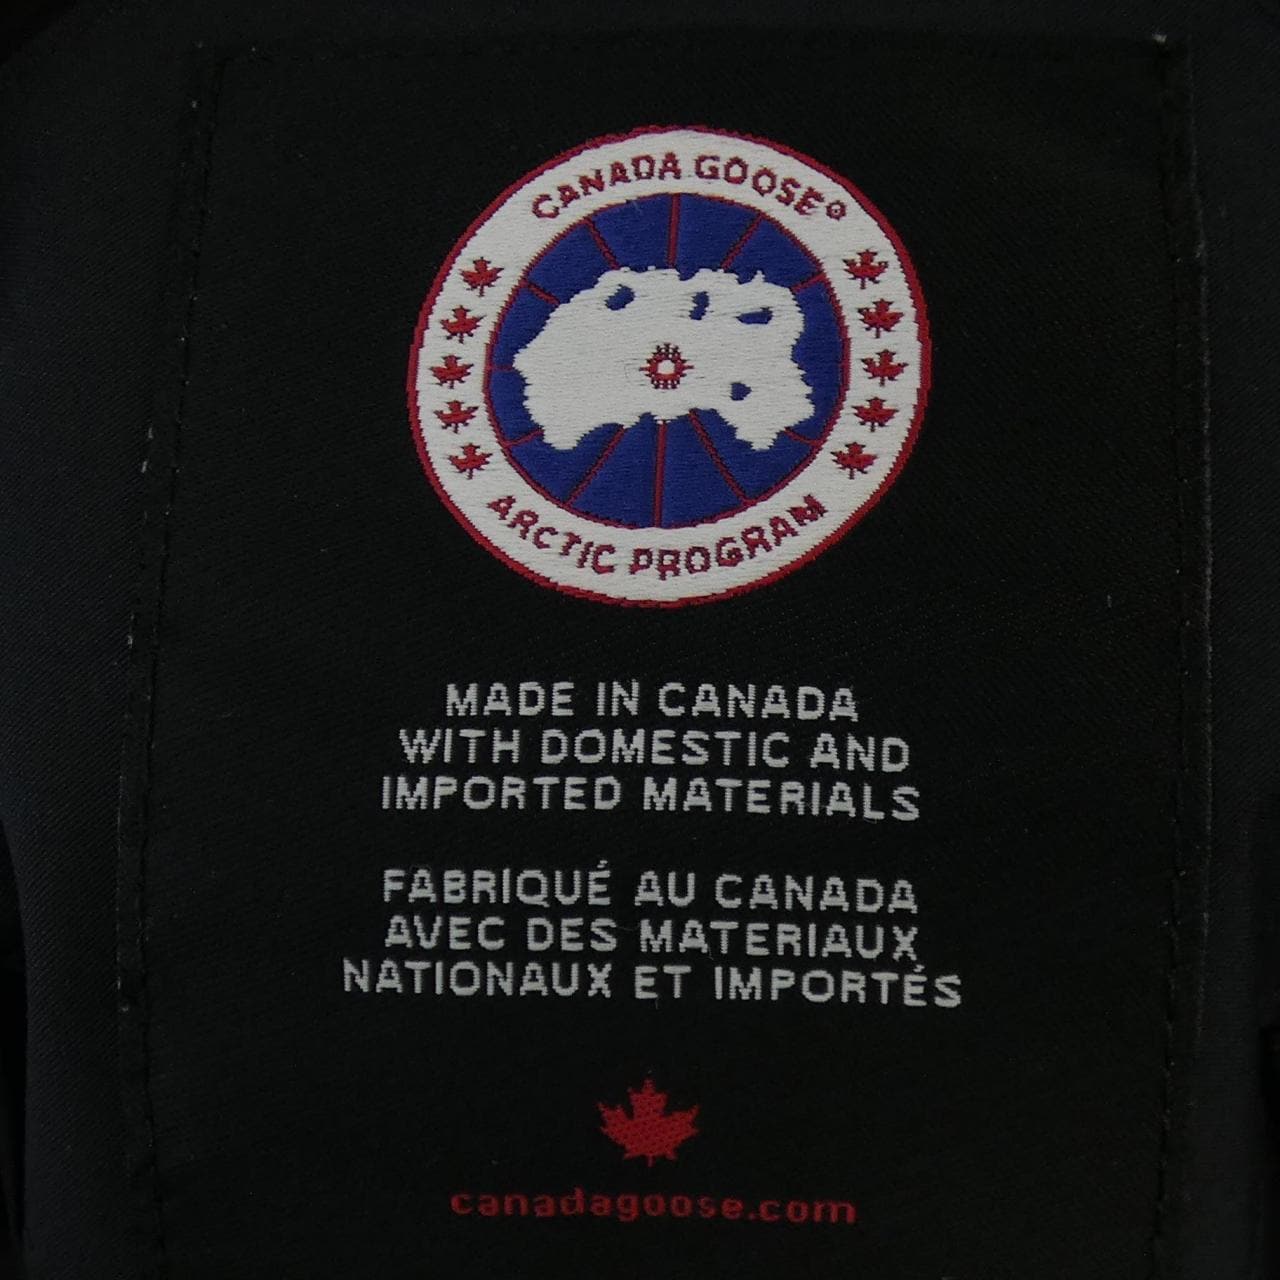 CANADA GOOSE®
ARCTIC PROGRAM
MADE IN CANADA
WITH DOMESTIC AND
IMPORTED MATERIALS
FABRIQUÉ AU CANADA
AVEC DES MATERIAUX
NATIONAUX ET IMPORTÉS
canadagoose.com